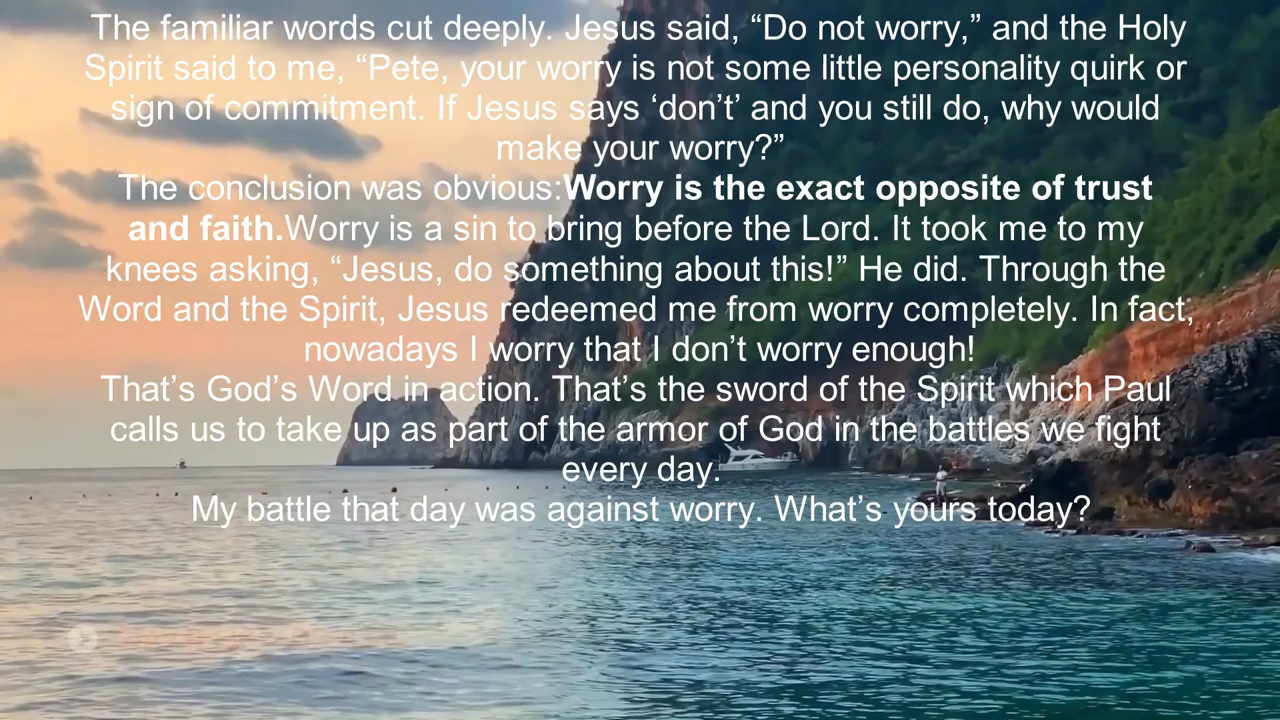 The familiar words cut deeply. Jesus said, “Do not worry,” and the Holy
Spirit said to me, “Pete, your worry is not some little personality quirk or
sign of commitment. If Jesus says ‘don’t’ and you still do, why would
make your worry?”
The conclusion was obvious:Worry is the exact opposite of trust
and faith.Worry is a sin to bring before the Lord. It took me to my
knees asking, “Jesus, do something about this!” He did. Through the
Word and the Spirit, Jesus redeemed me from worry completely. In fact,
nowadays I worry that I don’t worry enough!
That’s God’s Word in action. That’s the sword of the Spirit which Paul
calls us to take up as part of the armor of God in the battles we fight
every day.
My battle that day was against worry. What’s yours today?